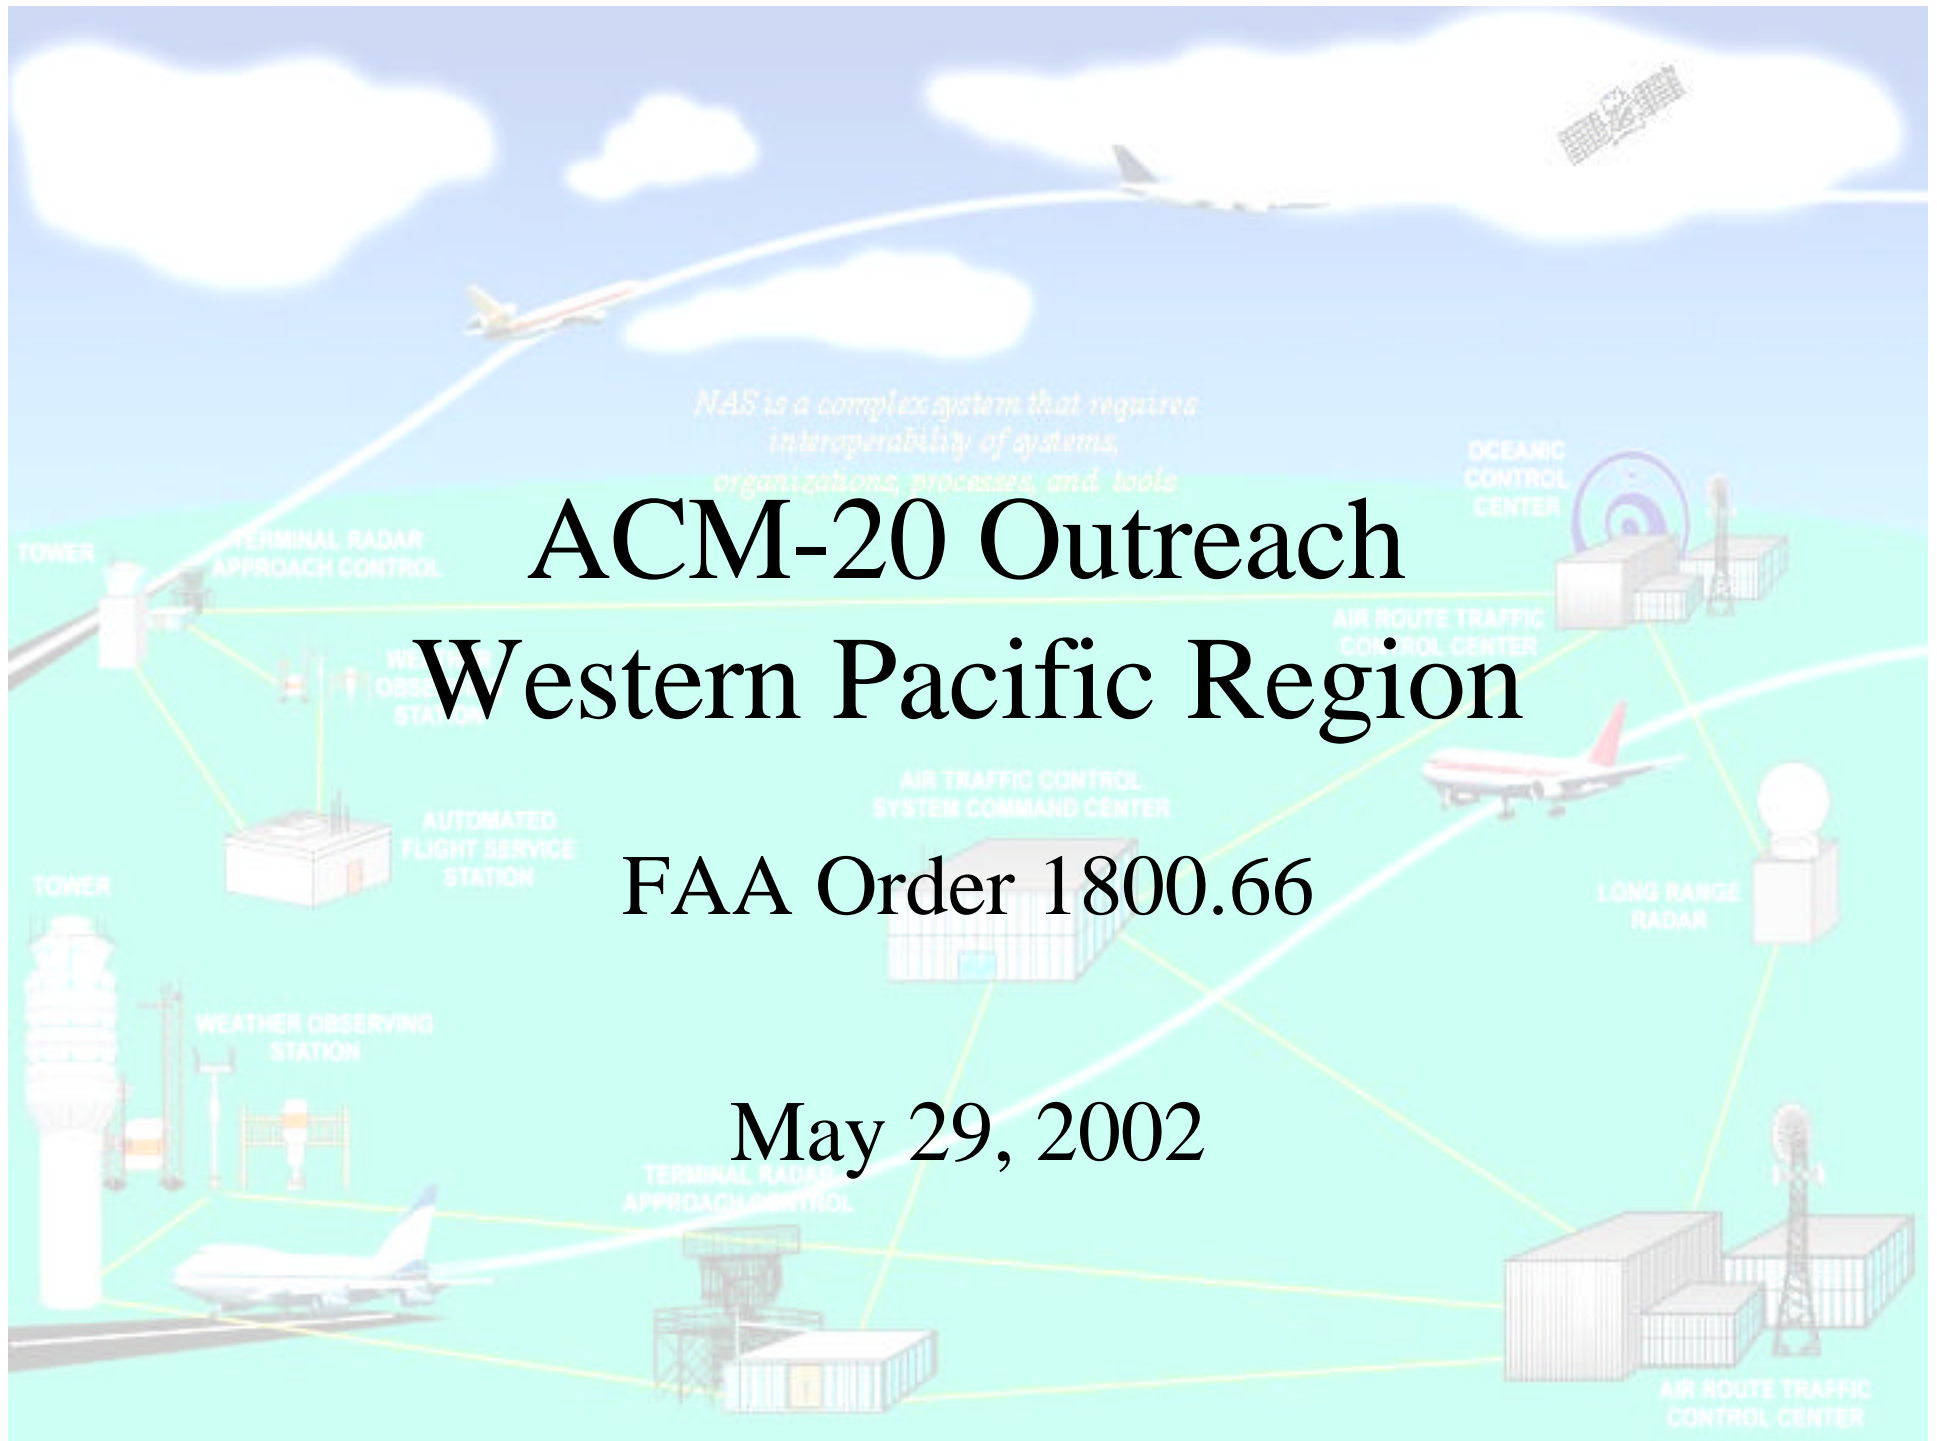 NAS is a complex system that requires
interoperability of systems,
organizations, processes, and tools
ACM-20 Outreach
Western Pacific Region
FAA Order 1800.66
May 29, 2002
OCEANIC
CONTROL
CENTER
TOWER
TERMINAL RADAR
APPROACH CONTROL
AIR ROUTE TRAFFIC
CONTROL CENTER
WEATHER
OBSERVING
STATION
AIR TRAFFIC CONTROL
SYSTEM COMMAND CENTER
AUTOMATED
FLIGHT SERVICE
STATION
TOWER
LONG RANGE
RADAR
WEATHER OBSERVING
STATION
TERMINAL RADAR
APPROACH CONTROL
AIR ROUTE TRAFFIC
CONTROL CENTER